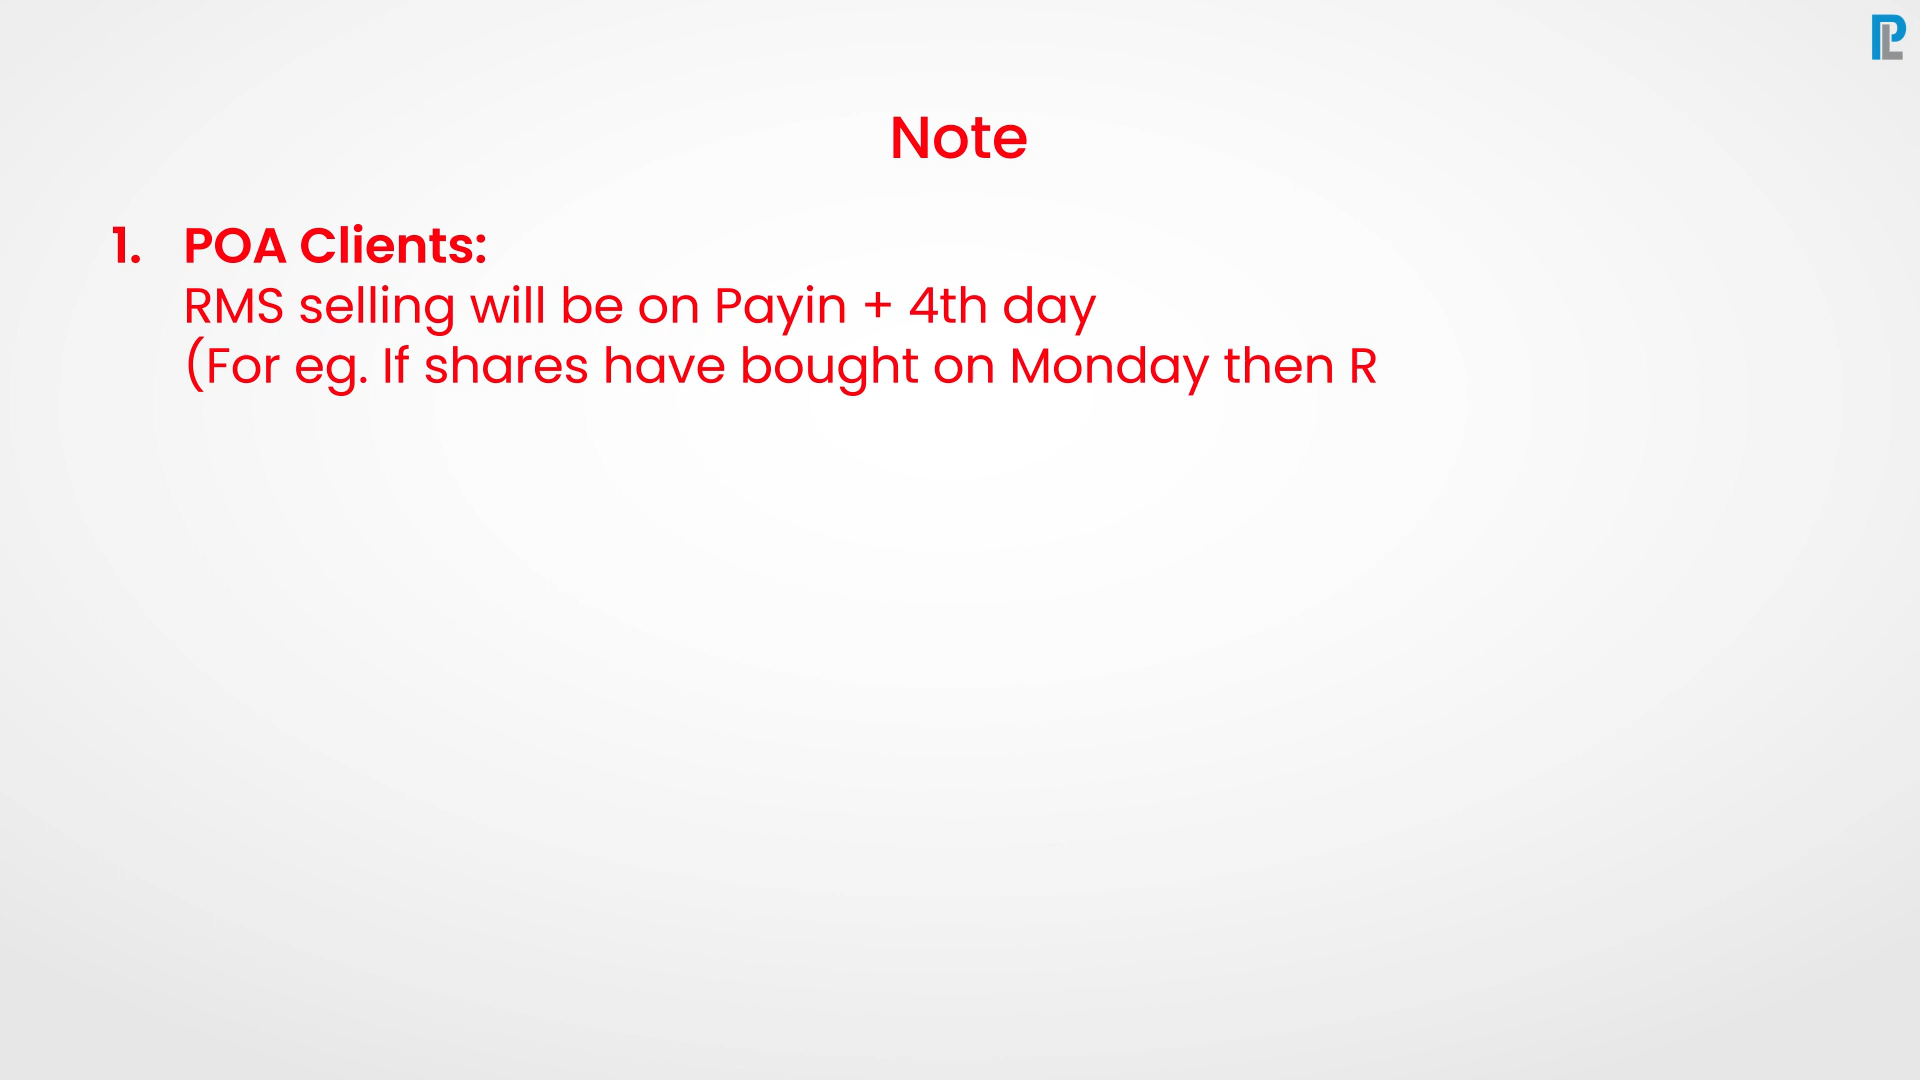 Note
1. POA Clients:
RMS selling will be on Payin + 4th day
(For eg. If shares have bought on Monday then R